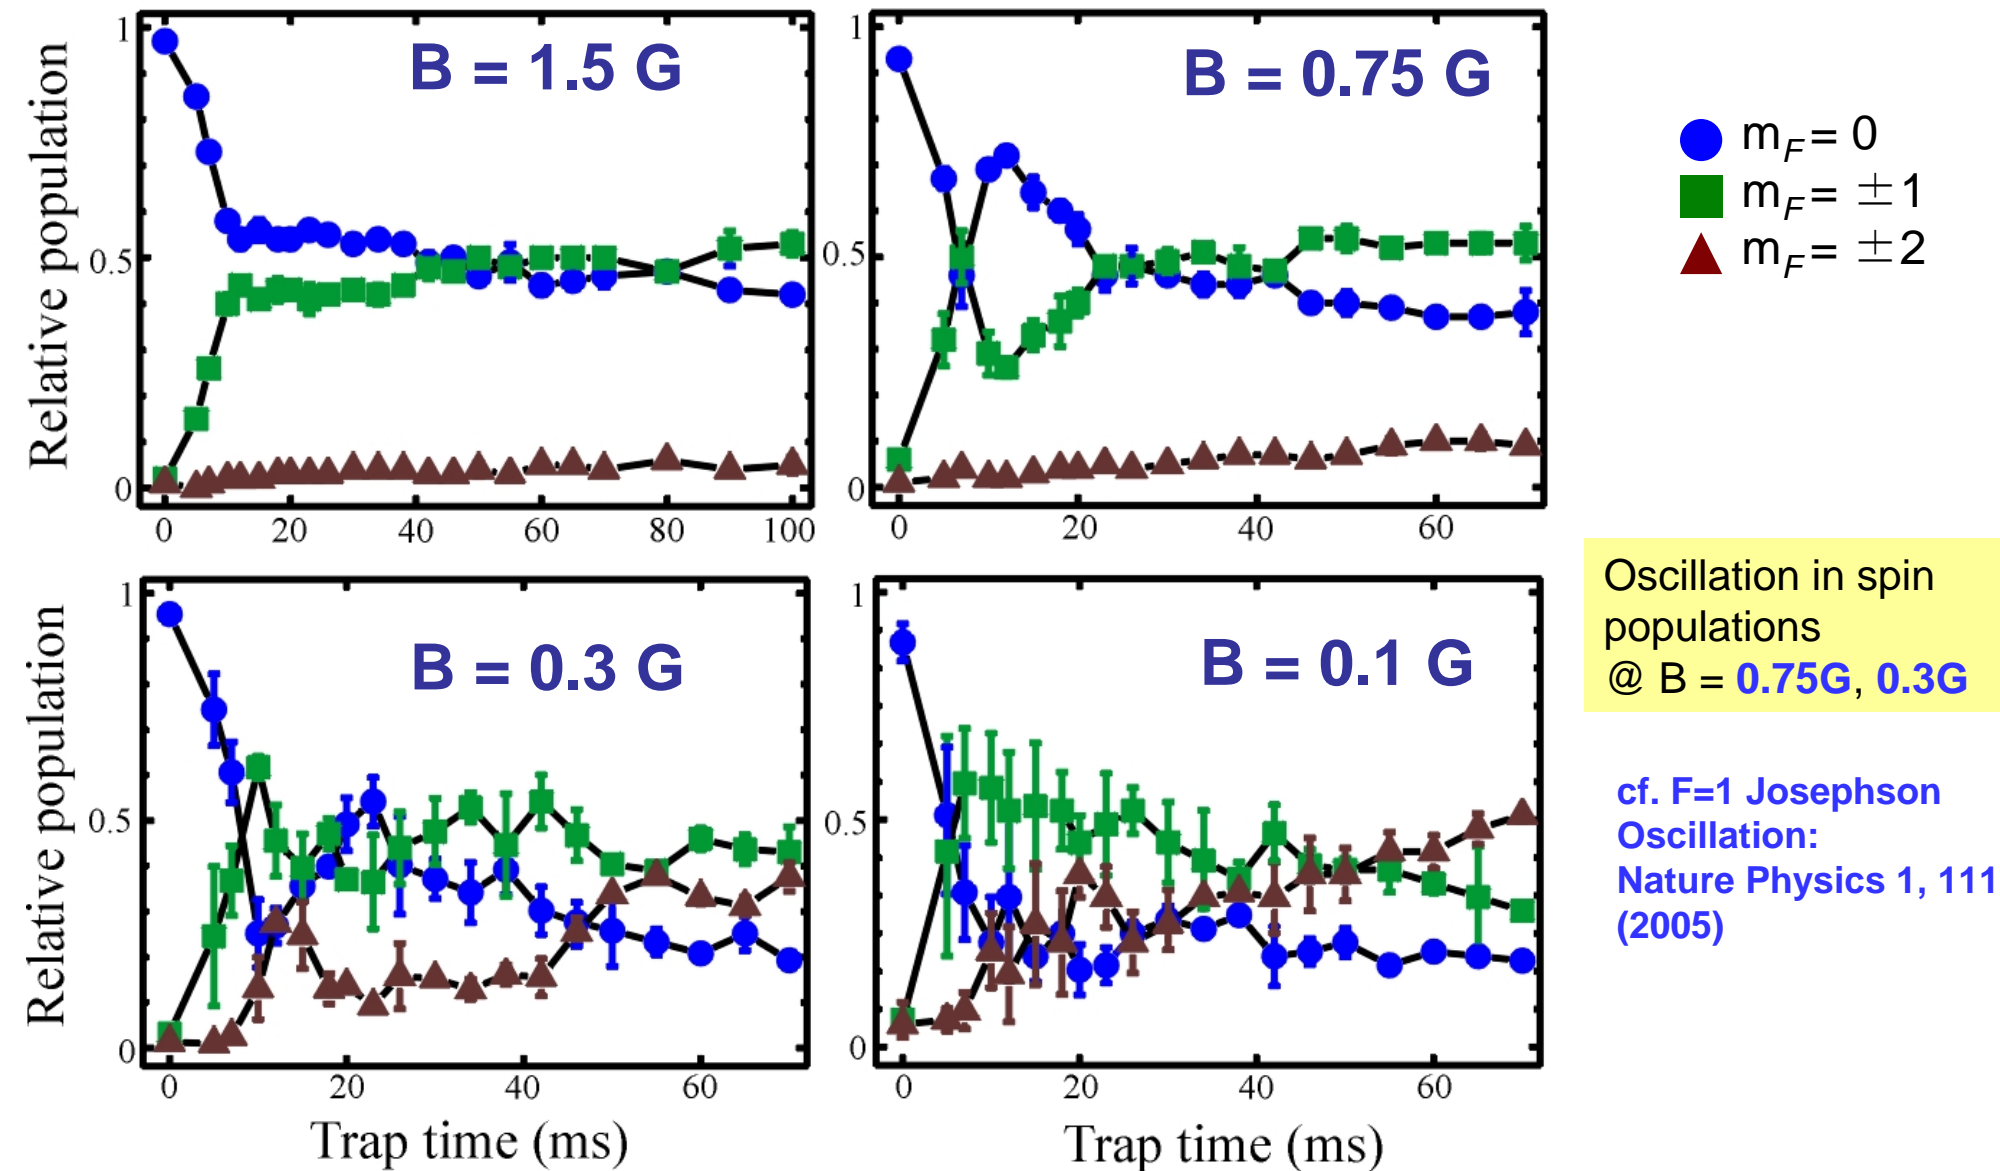 B = 1.5 G
Relative population
1
0.5
0
0 20 40 60 80 100
B = 0.75 G
1
0.5
0
0 20 40 60
m_F = 0
m_F = ±1
m_F = ±2
B = 0.3 G
Relative population
1
0.5
0
0 20 40 60
Trap time (ms)
B = 0.1 G
1
0.5
0
0 20 40 60
Trap time (ms)
Oscillation in spin
populations
@ B = 0.75G, 0.3G
cf. F=1 Josephson
Oscillation:
Nature Physics 1, 111
(2005)